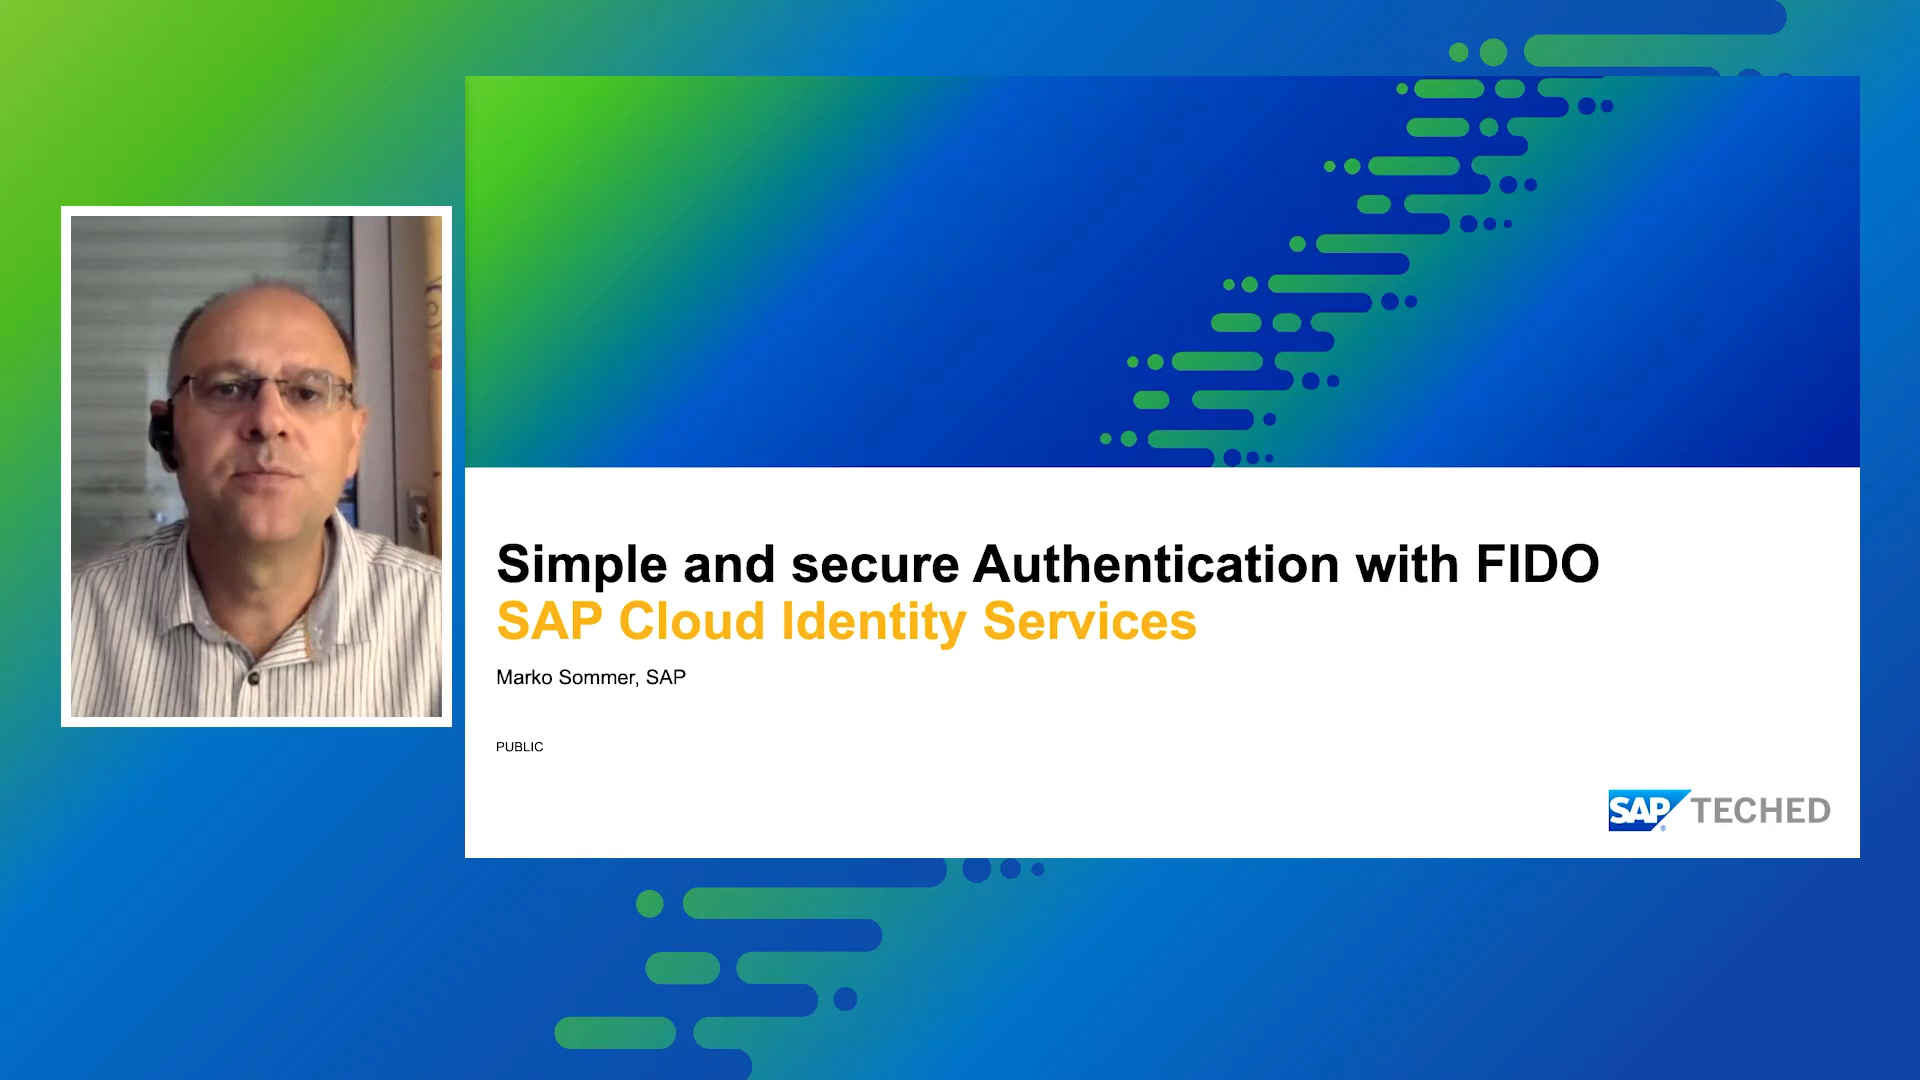 Simple and secure Authentication with FIDO
SAP Cloud Identity Services
Marko Sommer, SAP
PUBLIC
SAP TECHED